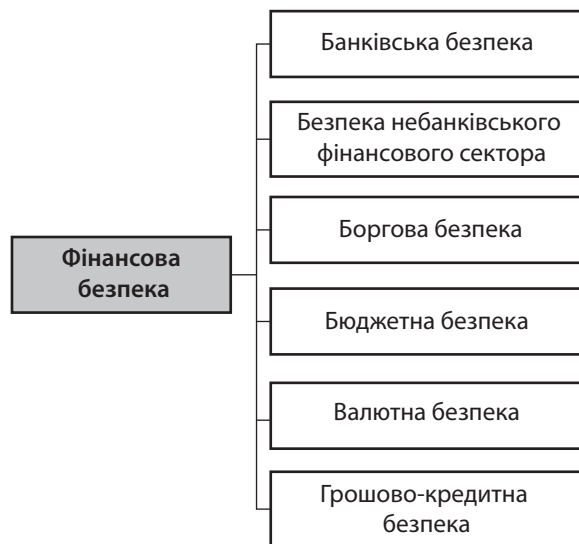 Банківська безпека
Безпека небанківського
фінансового сектора
Боргова безпека
Фінансова
безпека
Бюджетна безпека
Валютна безпека
Грошово-кредитна
безпека